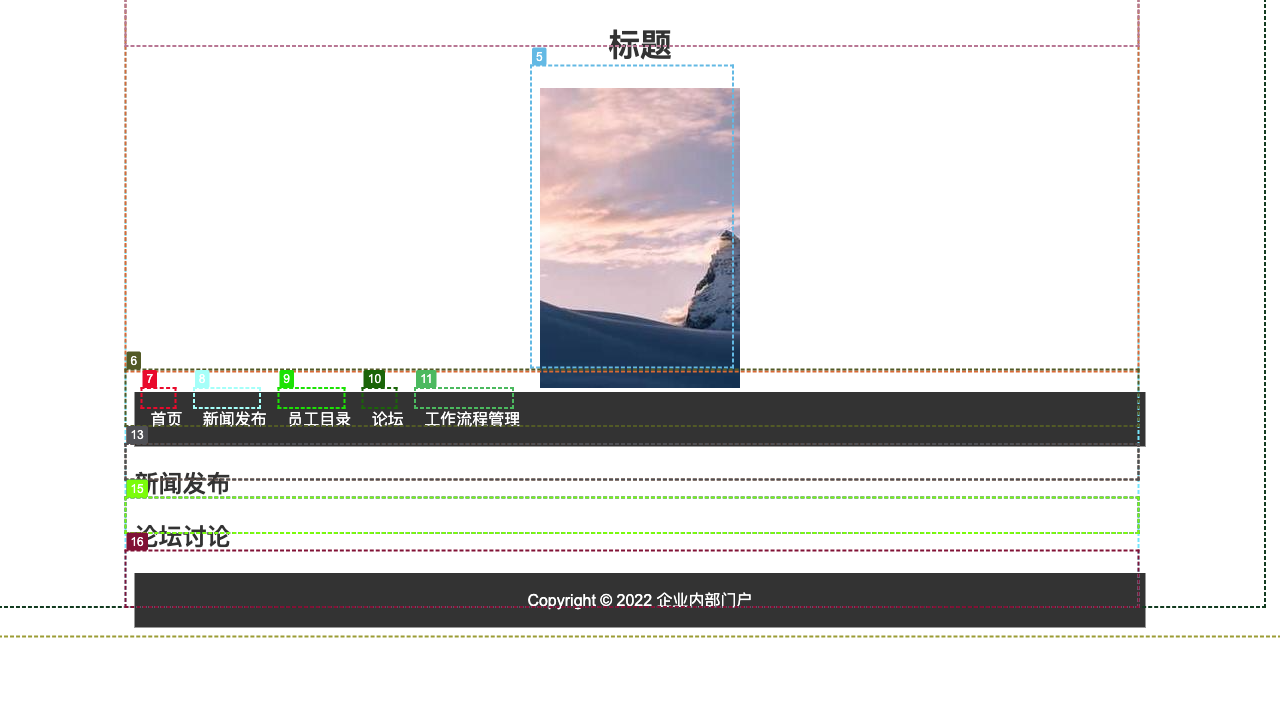 标题
5
6
7 8 9 10 11
首页 新闻发布 员工目录 论坛 工作流程管理
13
新闻发布
15
论坛讨论
16
Copyright © 2022 企业内部门户